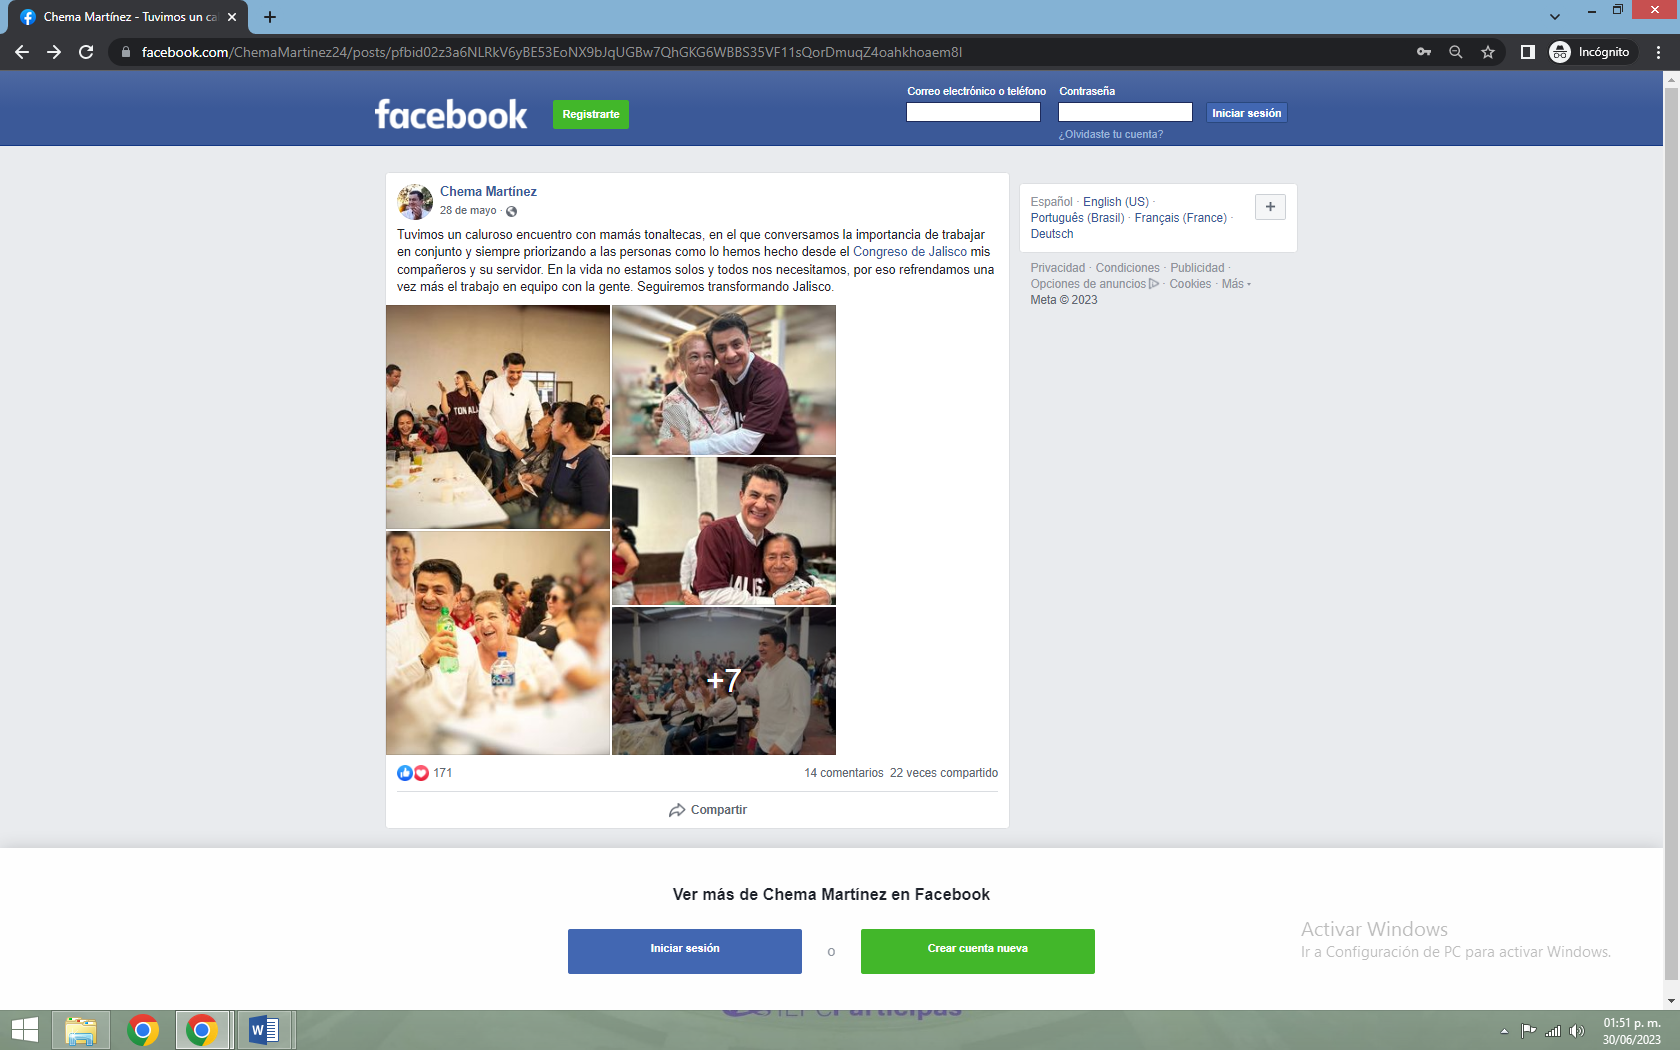 Chema Martínez - Tuvimos un ca
facebook.com/ChemaMartinez24/posts/pfbid02z3a6NLRkV6yBE53EoNX9bJqUGBw7QhGKG6WBBS35VF11sQorDmuqZ4oahkhoaem8l
Incógnito
facebook
Registrarte
Correo electrónico o teléfono
Contraseña
Iniciar sesión
¿Olvidaste tu cuenta?
Chema Martínez
28 de mayo ·
Tuvimos un caluroso encuentro con mamás tonaltecas, en el que conversamos la importancia de trabajar
en conjunto y siempre priorizando a las personas como lo hemos hecho desde el Congreso de Jalisco mis
compañeros y su servidor. En la vida no estamos solos y todos nos necesitamos, por eso refrendamos una
vez más el trabajo en equipo con la gente. Seguiremos transformando Jalisco.
TONALÁ
+7
171
14 comentarios 22 veces compartido
Compartir
Español · English (US) ·
Português (Brasil) · Français (France) ·
Deutsch
+
Privacidad · Condiciones · Publicidad ·
Opciones de anuncios · Cookies · Más
Meta © 2023
Ver más de Chema Martínez en Facebook
Iniciar sesión
o
Crear cuenta nueva
Activar Windows
Ir a Configuración de PC para activar Windows.
Participas
01:51 p. m.
30/06/2023